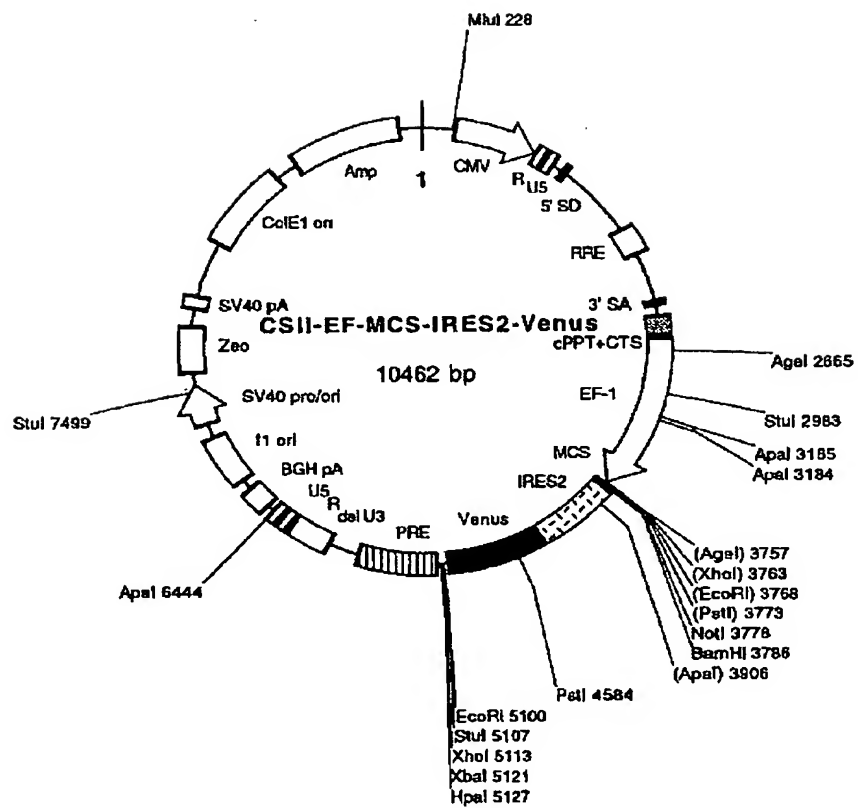 MluI 228
Amp
1
CMV
R
U5
5' SD
ColE1 ori
RRE
3' SA
SV40 pA
CSII-EF-MCS-IRES2-Venus
cPPT+CTS
Zeo
10462 bp
AgeI 2665
EF-1
StuI 2983
StuI 7499
SV40 pro/ori
f1 ori
ApaI 3185
ApaI 3184
MCS
IRES2
BGH pA
U5
R
del U3
PRE
Venus
ApaI 6444
(AgeI) 3757
(XhoI) 3763
(EcoRI) 3768
(PstI) 3773
NotI 3778
BamHI 3786
(ApaI) 3906
PstI 4584
EcoRI 5100
StuI 5107
XhoI 5113
XbaI 5121
HpaI 5127